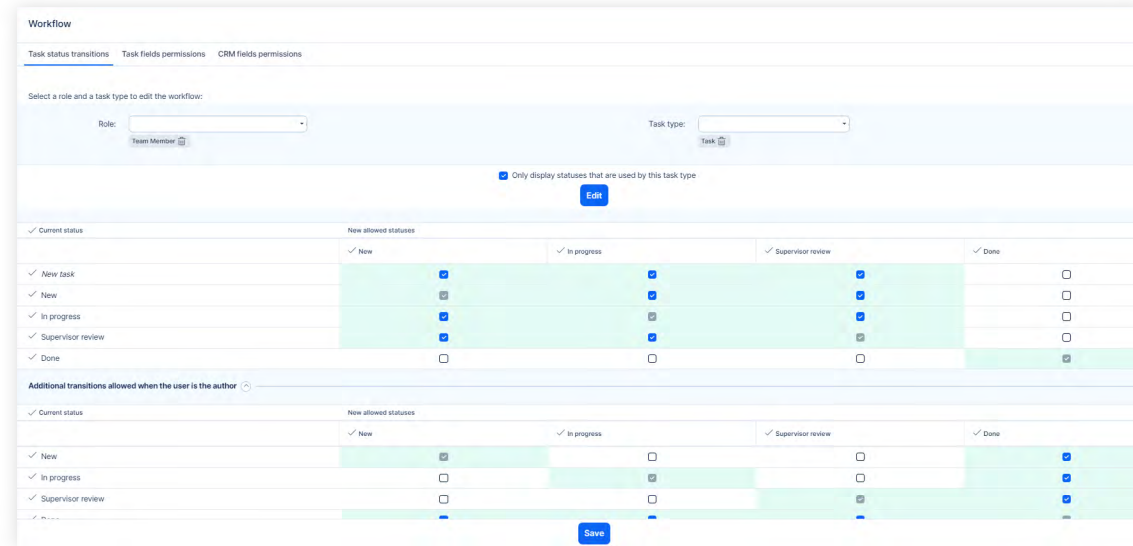 Workflow
Task status transitions Task fields permissions CRM fields permissions
Select a role and a task type to edit the workflow:
Role: Task type:
Team Member Task
Only display statuses that are used by this task type
Edit
Current status New allowed statuses
New In progress Supervisor review Done
New task
New
In progress
Supervisor review
Done
Additional transitions allowed when the user is the author
Current status New allowed statuses
New In progress Supervisor review Done
New
In progress
Supervisor review
Done
Save